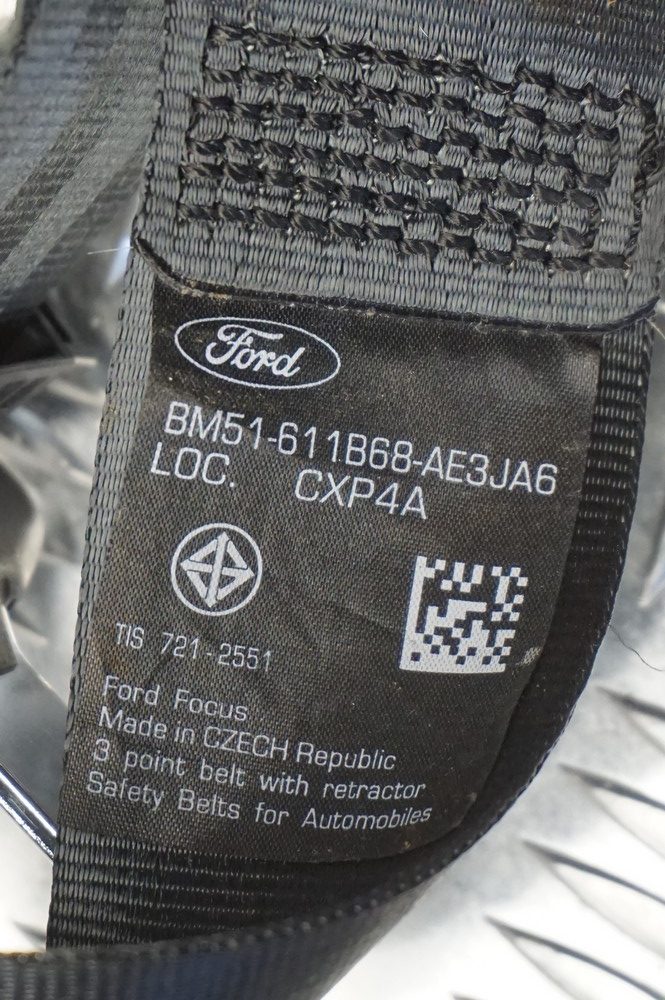 Ford
BM51-611B68-AE3JA6
LOC. CXP4A
TIS 721-2551
Ford Focus
Made in CZECH Republic
3 point belt with retractor
Safety Belts for Automobiles